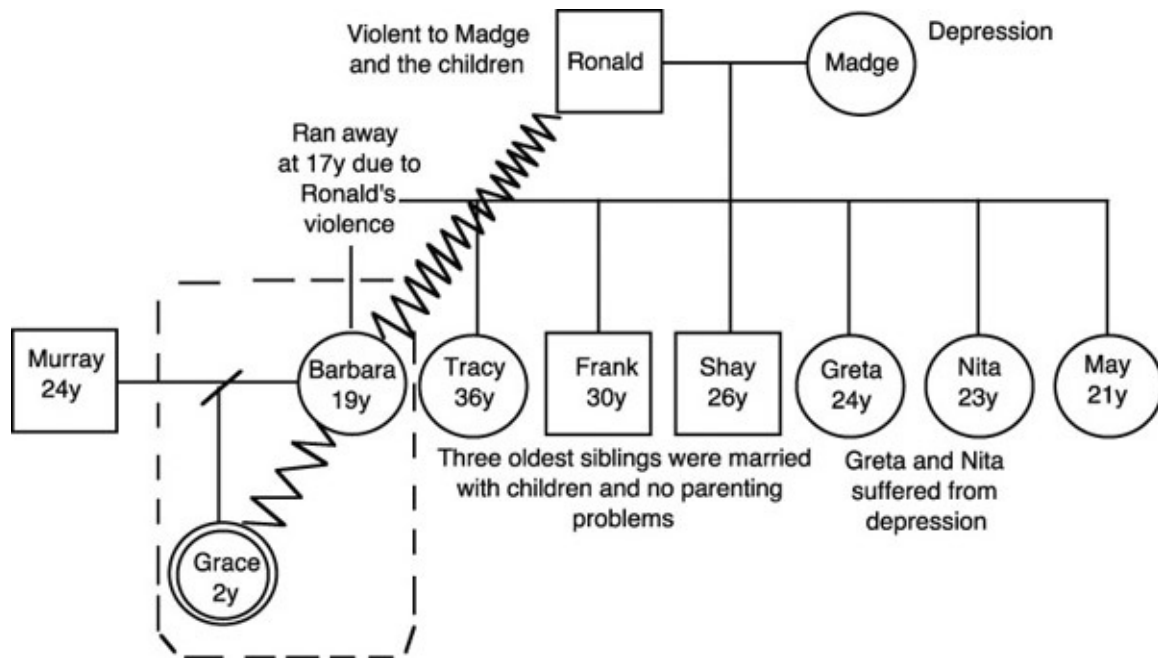 Violent to Madge
and the children
Ronald
Madge
Depression
Ran away
at 17y due to
Ronald's
violence
Murray
24y
Barbara
19y
Tracy
36y
Frank
30y
Shay
26y
Greta
24y
Nita
23y
May
21y
Three oldest siblings were married
with children and no parenting
problems
Greta and Nita
suffered from
depression
Grace
2y